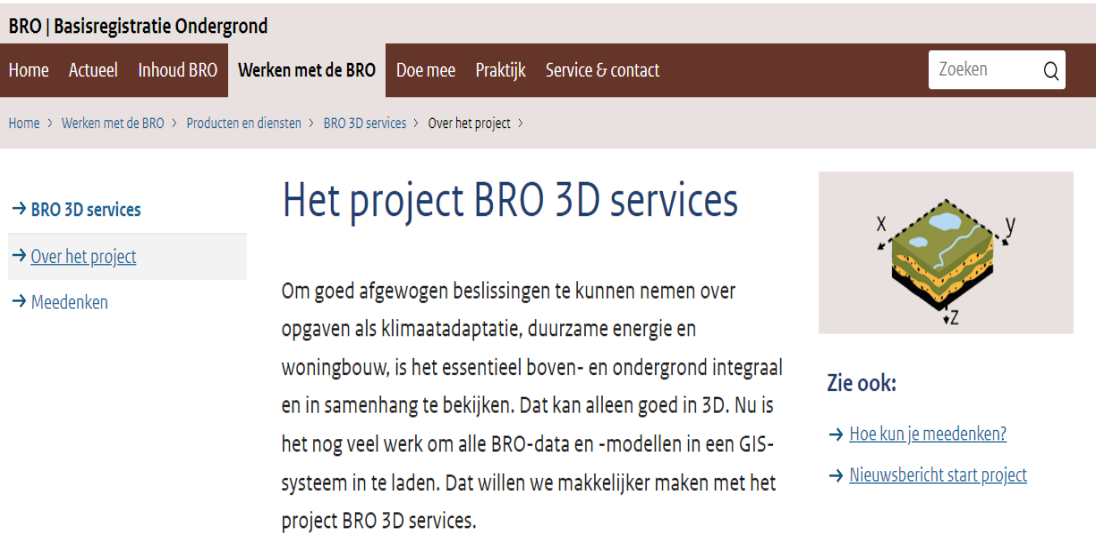 BRO | Basisregistratie Ondergrond
Home Actueel Inhoud BRO Werken met de BRO Doe mee Praktijk Service & contact Zoeken
Home > Werken met de BRO > Producten en diensten > BRO 3D services > Over het project >
→ BRO 3D services
→ Over het project
→ Meedenken
Het project BRO 3D services
Om goed afgewogen beslissingen te kunnen nemen over
opgaven als klimaatadaptatie, duurzame energie en
woningbouw, is het essentieel boven- en ondergrond integraal
en in samenhang te bekijken. Dat kan alleen goed in 3D. Nu is
het nog veel werk om alle BRO-data en -modellen in een GIS-
systeem in te laden. Dat willen we makkelijker maken met het
project BRO 3D services.
x y
z
Zie ook:
→ Hoe kun je meedenken?
→ Nieuwsbericht start project